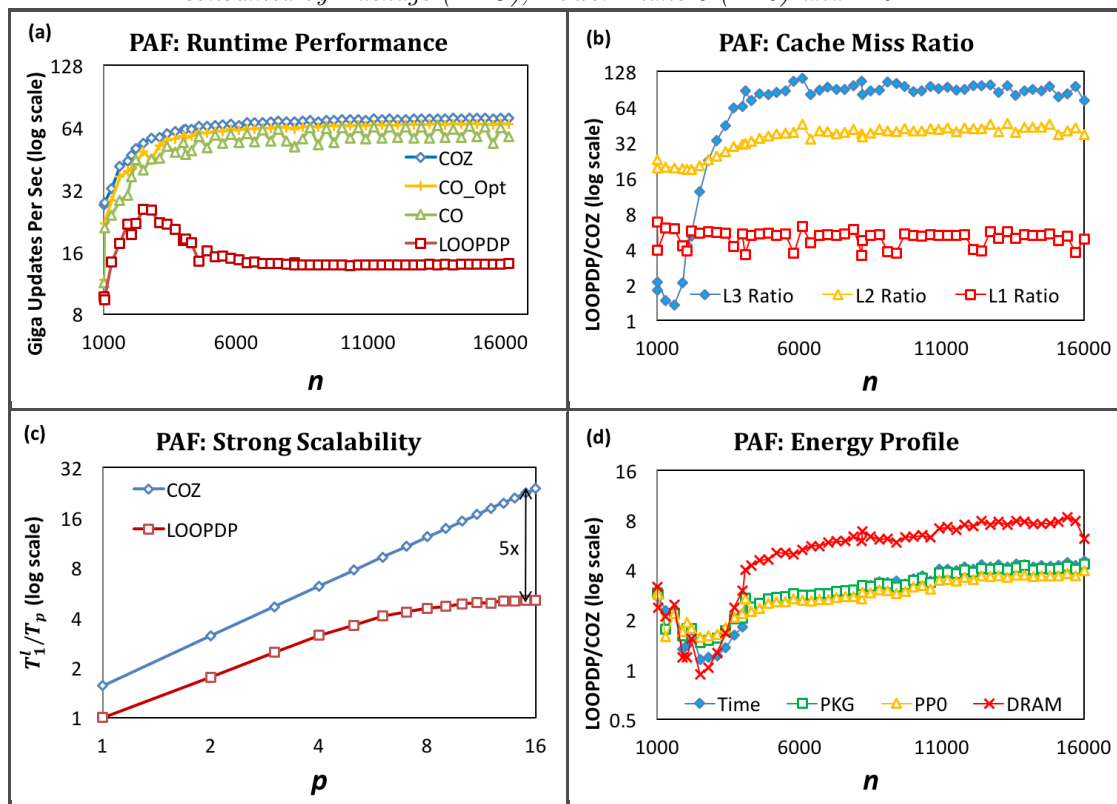 (a)
PAF: Runtime Performance
Giga Updates Per Sec (log scale)
128
64
32
16
8
COZ
CO_Opt
CO
LOOPDP
1000 6000 11000 16000
n
(b)
PAF: Cache Miss Ratio
LOOPDP/COZ (log scale)
128
64
32
16
8
4
2
1
L3 Ratio L2 Ratio L1 Ratio
1000 6000 11000 16000
n
(c)
PAF: Strong Scalability
T₁ˡ/Tₚ (log scale)
32
16
8
4
2
1
COZ
LOOPDP
5x
1 2 4 8 16
p
(d)
PAF: Energy Profile
LOOPDP/COZ (log scale)
16
8
4
2
1
0.5
Time PKG PP0 DRAM
1000 6000 11000 16000
n